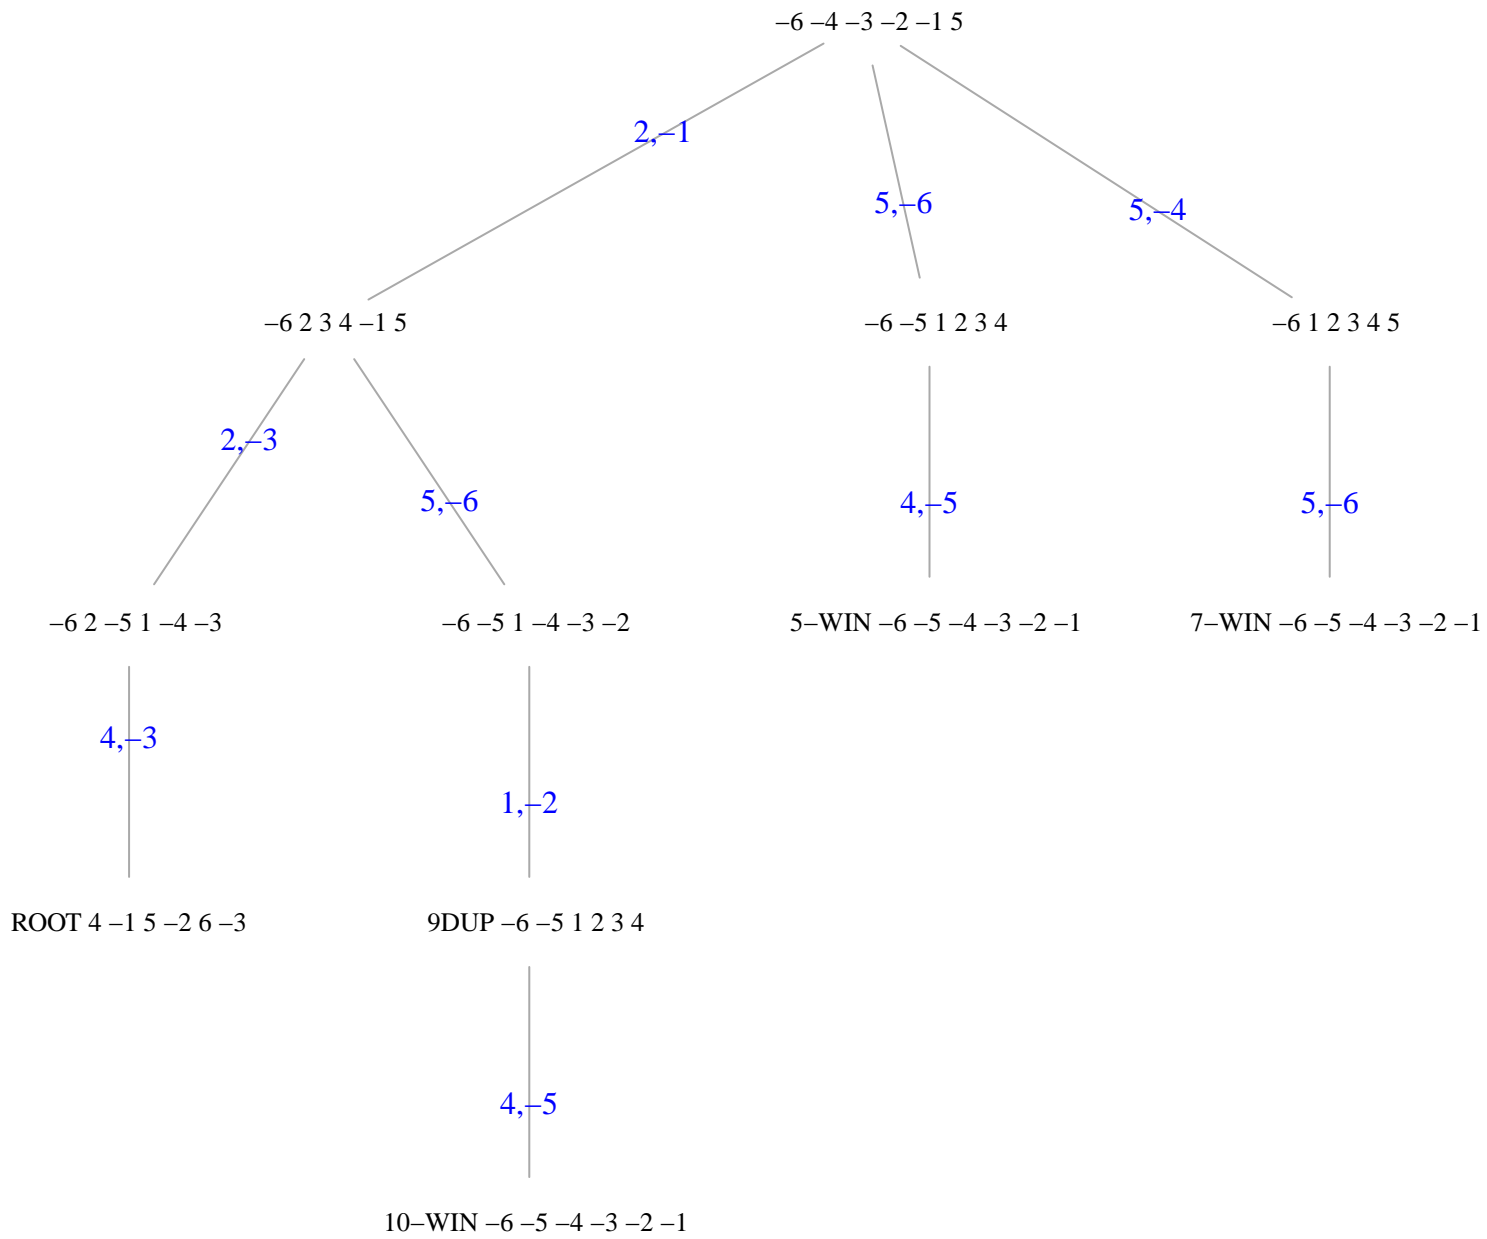 –6 –4 –3 –2 –1 5
2,–1
5,–6
5,–4
–6 2 3 4 –1 5
–6 –5 1 2 3 4
–6 1 2 3 4 5
2,–3
5,–6
4,–5
5,–6
–6 2 –5 1 –4 –3
–6 –5 1 –4 –3 –2
5–WIN –6 –5 –4 –3 –2 –1
7–WIN –6 –5 –4 –3 –2 –1
4,–3
1,–2
ROOT 4 –1 5 –2 6 –3
9DUP –6 –5 1 2 3 4
4,–5
10–WIN –6 –5 –4 –3 –2 –1